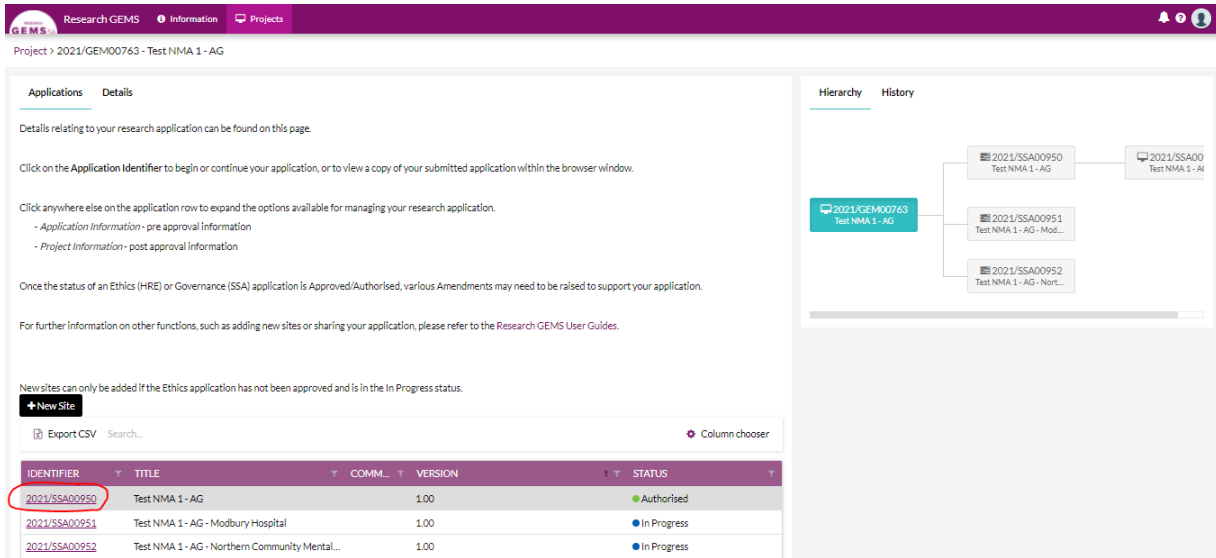 RESEARCH
GEMS SA
Research GEMS Information Projects
Project > 2021/GEM00763 - Test NMA 1 - AG
Applications Details
Details relating to your research application can be found on this page.
Click on the Application Identifier to begin or continue your application, or to view a copy of your submitted application within the browser window.
Click anywhere else on the application row to expand the options available for managing your research application.
- Application Information - pre approval information
- Project Information - post approval information
Once the status of an Ethics (HRE) or Governance (SSA) application is Approved/Authorised, various Amendments may need to be raised to support your application.
For further information on other functions, such as adding new sites or sharing your application, please refer to the Research GEMS User Guides.
New sites can only be added if the Ethics application has not been approved and is in the In Progress status.
+ New Site
Export CSV Search... Column chooser
IDENTIFIER TITLE COMM... VERSION STATUS
2021/SSA00950 Test NMA 1 - AG 1.00 Authorised
2021/SSA00951 Test NMA 1 - AG - Modbury Hospital 1.00 In Progress
2021/SSA00952 Test NMA 1 - AG - Northern Community Mental... 1.00 In Progress
Hierarchy History
2021/GEM00763
Test NMA 1 - AG
2021/SSA00950
Test NMA 1 - AG
2021/SSA00
Test NMA 1 - AG
2021/SSA00951
Test NMA 1 - AG - Mod...
2021/SSA00952
Test NMA 1 - AG - Nort...